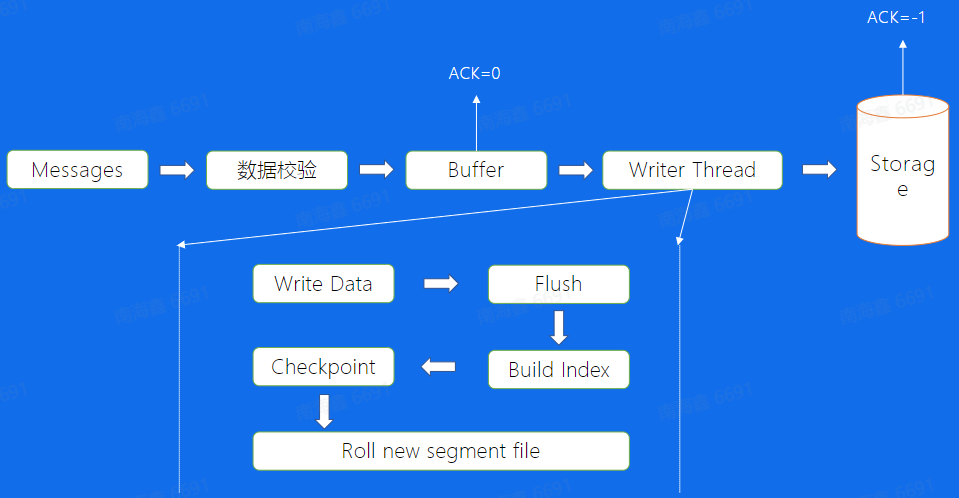 ACK=-1
ACK=0
Messages
数据校验
Buffer
Writer Thread
Storag
e
Write Data
Flush
Checkpoint
Build Index
Roll new segment file